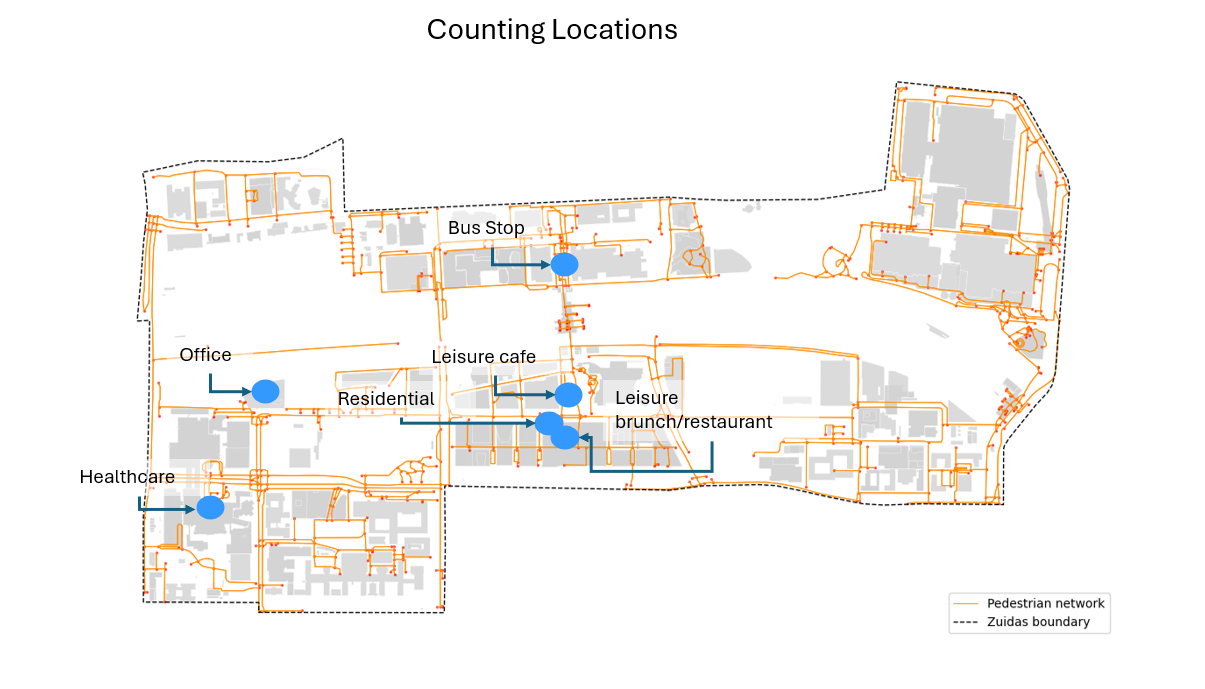 Counting Locations
Bus Stop
Office
Leisure cafe
Residential
Leisure
brunch/restaurant
Healthcare
Pedestrian network
Zuidas boundary